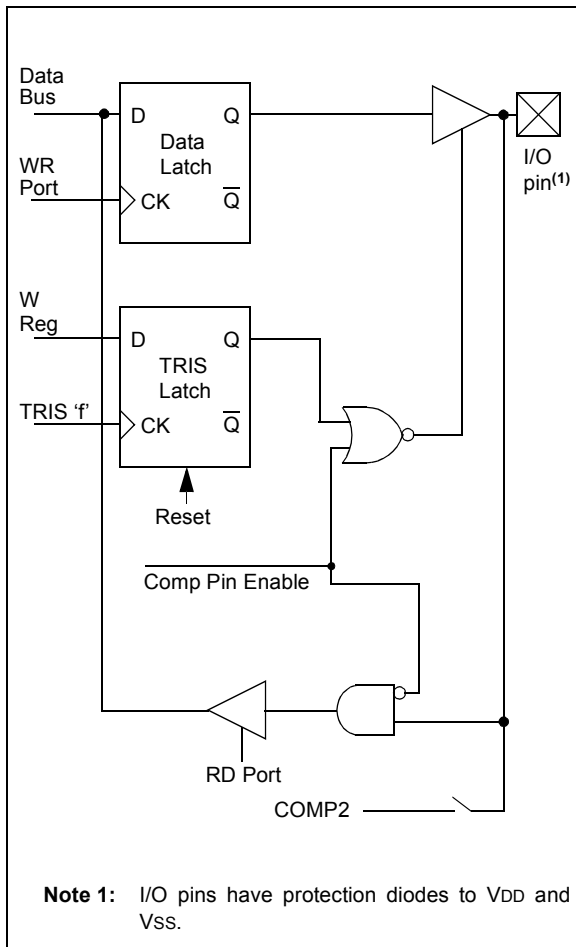 Data
Bus
D Q
Data
Latch
WR
Port
CK Q̅
I/O
pin(1)
W
Reg
D Q
TRIS
Latch
TRIS ‘f’
CK Q̅
Reset
Comp Pin Enable
RD Port
COMP2
Note 1: I/O pins have protection diodes to VDD and
VSS.